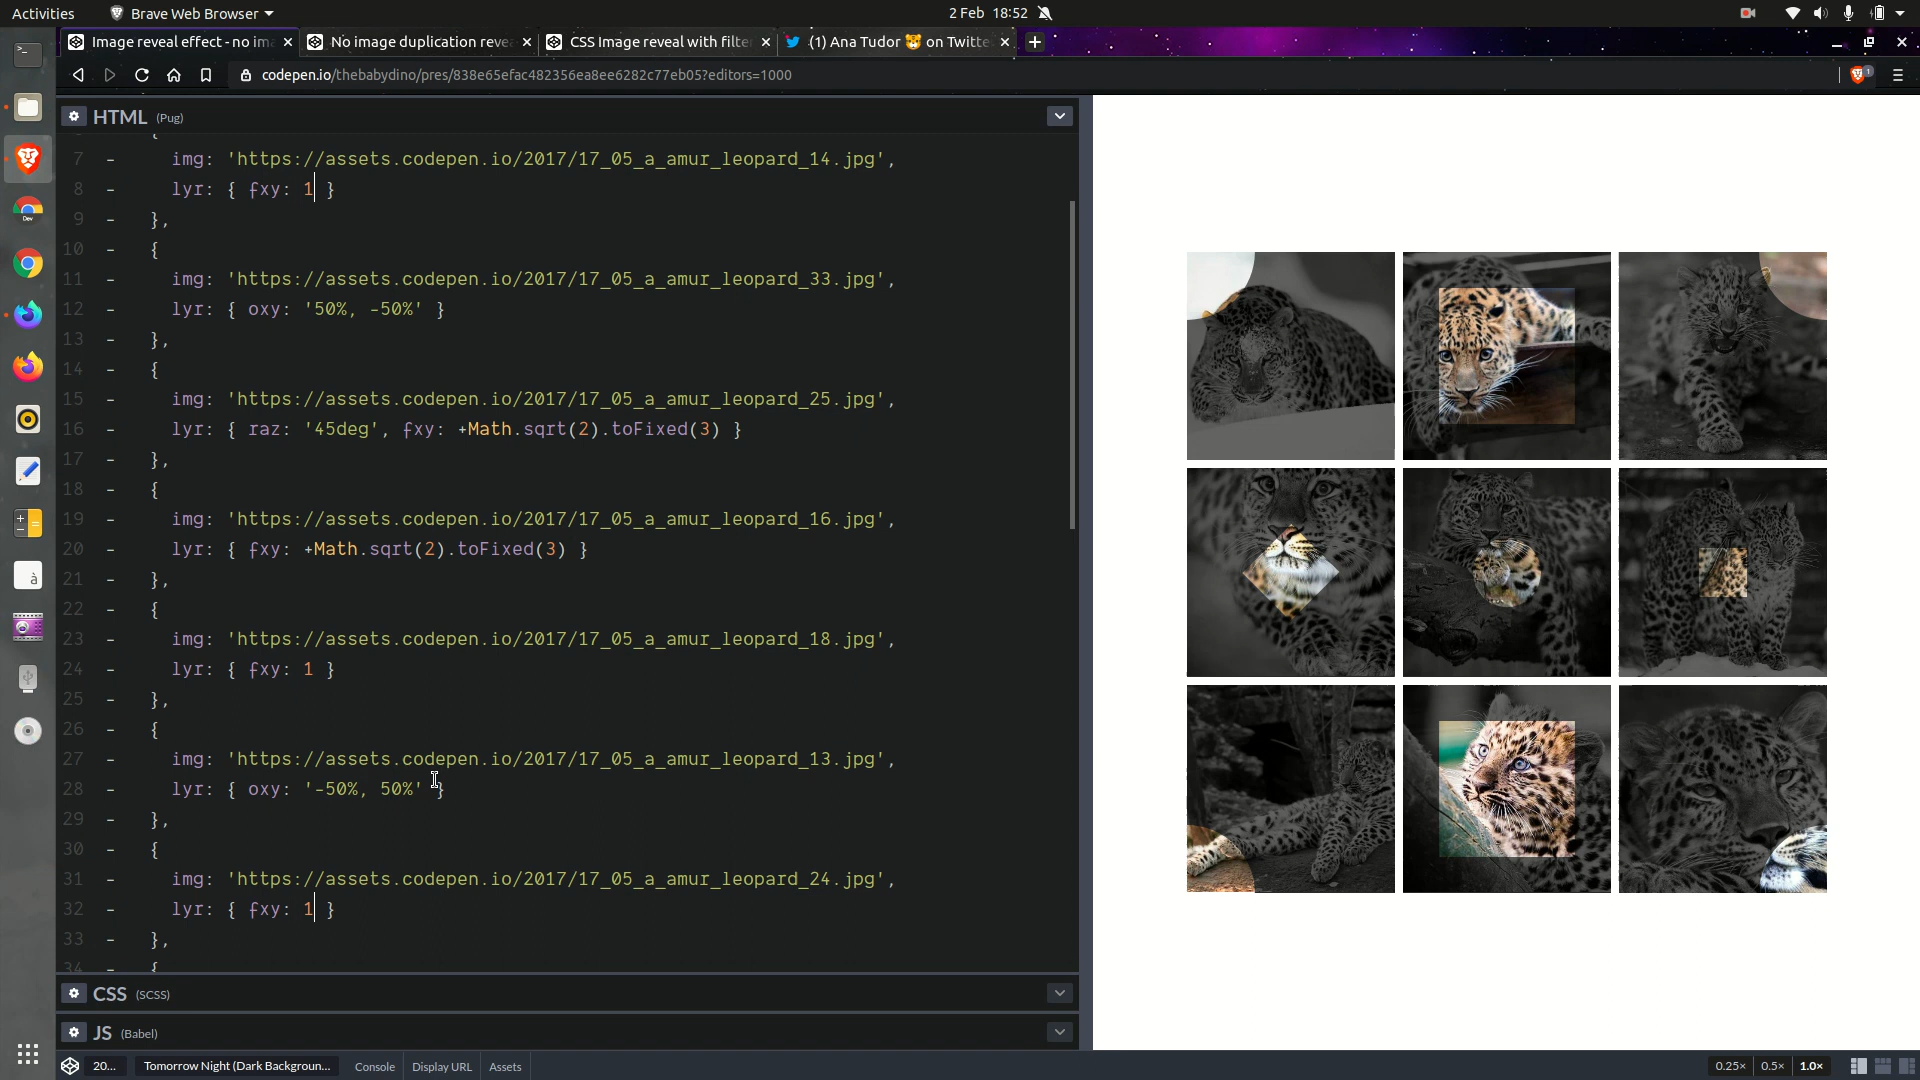 Activities
Brave Web Browser
2 Feb 18:52
Image reveal effect - no im
No image duplication reve
CSS Image reveal with filte
(1) Ana Tudor 🐯 on Twitte
codepen.io/thebabydino/pres/838e65efac482356ea8ee6282c77eb05?editors=1000
1
Dev
HTML (Pug)
{
7 - img: 'https://assets.codepen.io/2017/17_05_a_amur_leopard_14.jpg',
8 - lyr: { fxy: 1 }
9 - },
10 - {
11 - img: 'https://assets.codepen.io/2017/17_05_a_amur_leopard_33.jpg',
12 - lyr: { oxy: '50%, -50%' }
13 - },
14 - {
15 - img: 'https://assets.codepen.io/2017/17_05_a_amur_leopard_25.jpg',
16 - lyr: { raz: '45deg', fxy: +Math.sqrt(2).toFixed(3) }
17 - },
18 - {
19 - img: 'https://assets.codepen.io/2017/17_05_a_amur_leopard_16.jpg',
20 - lyr: { fxy: +Math.sqrt(2).toFixed(3) }
21 - },
22 - {
23 - img: 'https://assets.codepen.io/2017/17_05_a_amur_leopard_18.jpg',
24 - lyr: { fxy: 1 }
25 - },
26 - {
27 - img: 'https://assets.codepen.io/2017/17_05_a_amur_leopard_13.jpg',
28 - lyr: { oxy: '-50%, 50%' }
29 - },
30 - {
31 - img: 'https://assets.codepen.io/2017/17_05_a_amur_leopard_24.jpg',
32 - lyr: { fxy: 1 }
33 - },
34 - {
à
CSS (SCSS)
JS (Babel)
20... Tomorrow Night (Dark Backgroun... Console Display URL Assets
0.25× 0.5× 1.0×